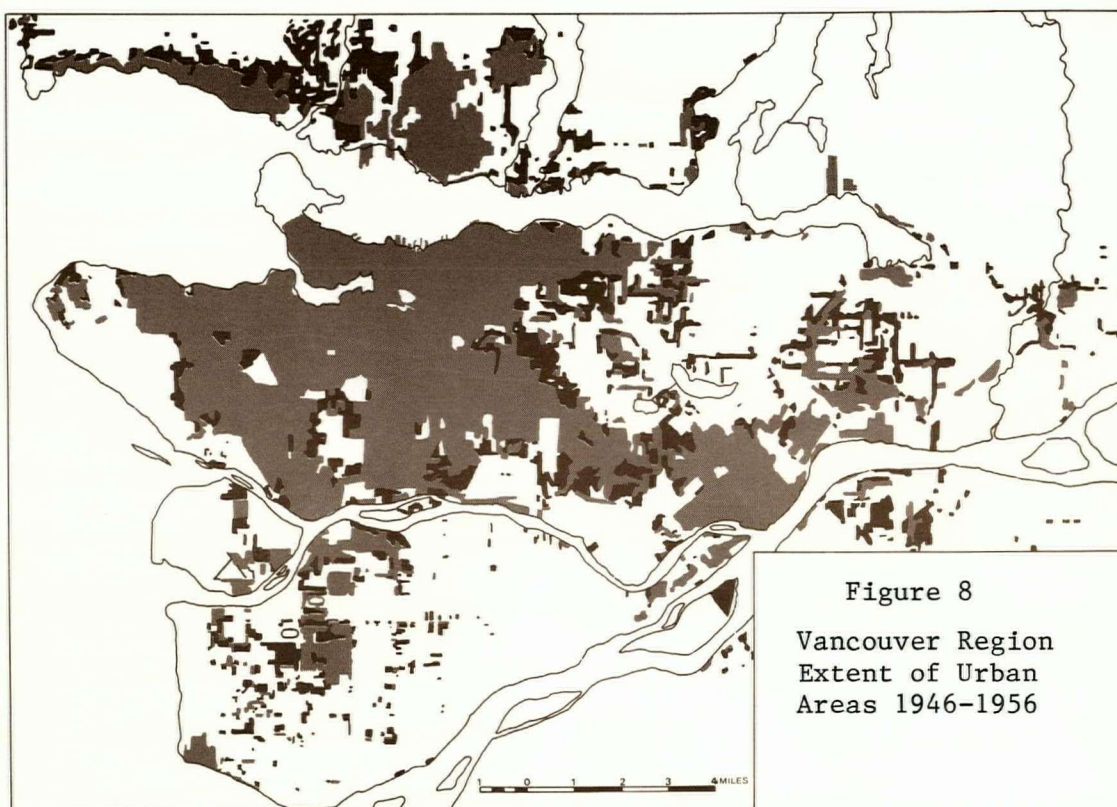 1 0 1 2 3 4 MILES
Figure 8
Vancouver Region
Extent of Urban
Areas 1946-1956